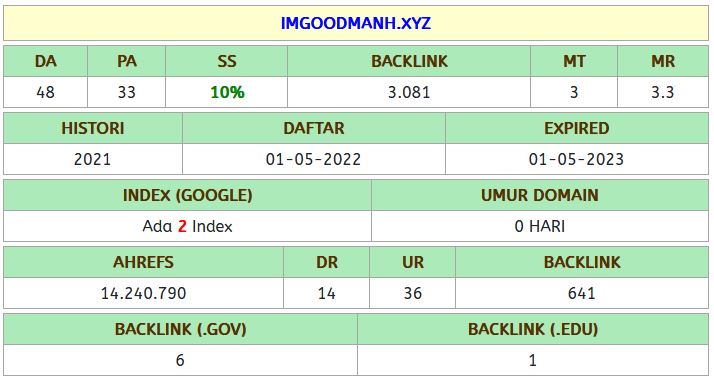 IMGOODMANH.XYZ
DA PA SS BACKLINK MT MR
48 33 10% 3.081 3 3.3
HISTORI DAFTAR EXPIRED
2021 01-05-2022 01-05-2023
INDEX (GOOGLE) UMUR DOMAIN
Ada 2 Index 0 HARI
AHREFS DR UR BACKLINK
14.240.790 14 36 641
BACKLINK (.GOV) BACKLINK (.EDU)
6 1